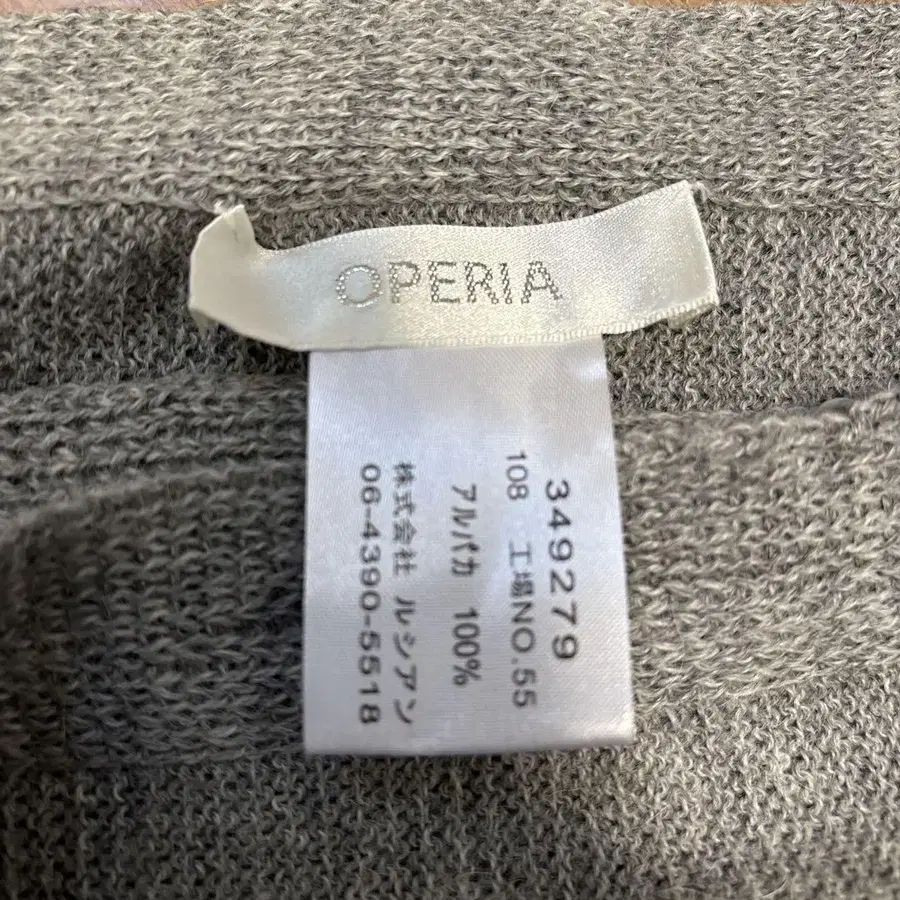 OPERIA
349279
108 工場NO.55
アルパカ 100%
株式会社 ルシアン
06-4390-5518